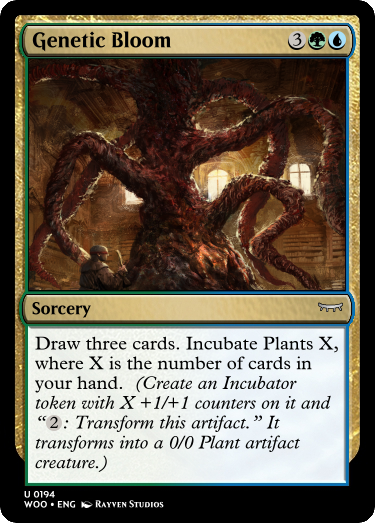 Genetic Bloom 3
Sorcery
Draw three cards. Incubate Plants X,
where X is the number of cards in
your hand. (Create an Incubator
token with X +1/+1 counters on it and
“2: Transform this artifact.” It
transforms into a 0/0 Plant artifact
creature.)
U 0194
WOO • ENG Rayven Studios